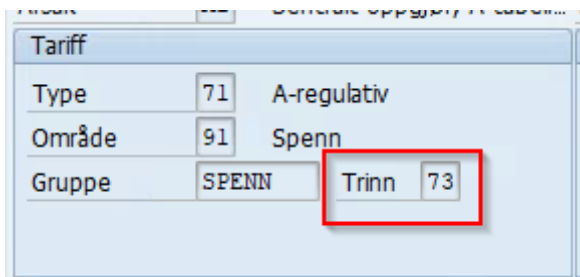 Tariff
Type 71 A-regulativ
Område 91 Spenn
Gruppe SPENN Trinn 73